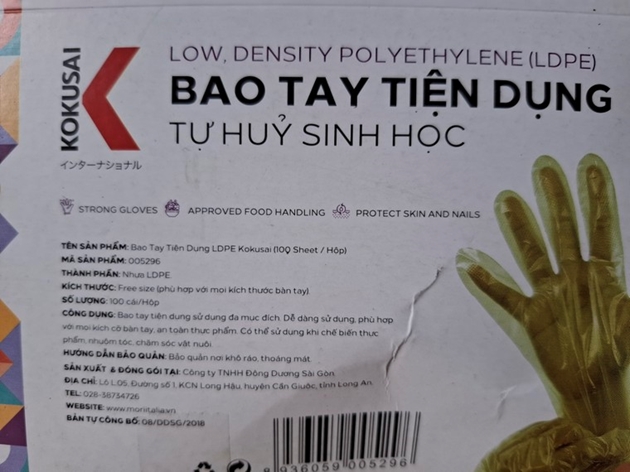 KOKUSAI
インターナショナル
LOW, DENSITY POLYETHYLENE (LDPE)
BAO TAY TIỆN DỤNG
TỰ HUỶ SINH HỌC
STRONG GLOVES APPROVED FOOD HANDLING PROTECT SKIN AND NAILS
TÊN SẢN PHẨM: Bao Tay Tiện Dụng LDPE Kokusai (100 Sheet / Hộp)
MÃ SẢN PHẨM: 005296
THÀNH PHẦN: Nhựa LDPE
KÍCH THƯỚC: Free size (phù hợp với mọi kích thước bàn tay)
SỐ LƯỢNG: 100 cái/Hộp
CÔNG DỤNG: Bao tay tiện dụng sử dụng đa mục đích. Dễ dàng sử dụng, phù hợp
với mọi kích cỡ bàn tay, an toàn thực phẩm. Có thể sử dụng khi chế biến thực
phẩm, nhuộm tóc, chăm sóc vật nuôi
HƯỚNG DẪN BẢO QUẢN: Bảo quản nơi khô ráo, thoáng mát.
SẢN XUẤT & ĐÓNG GÓI TẠI: Công ty TNHH Đông Dương Sài Gòn
ĐỊA CHỈ: Lô L.05, Đường số 1, KCN Long Hậu, huyện Cần Giuộc, tỉnh Long An.
TEL: 028-38734726
WEBSITE: www.monitalia.vn
BẢN TỰ CÔNG BỐ: 08/DDSG/2018
8 936059 005296